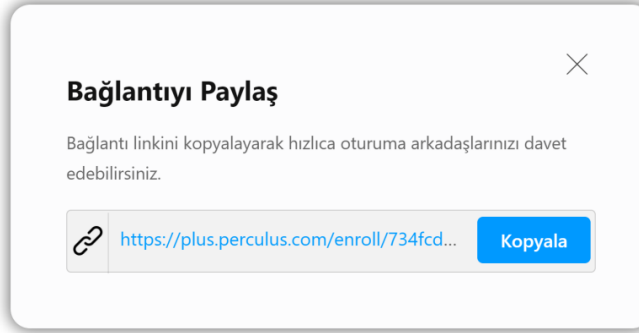 Bağlantıyı Paylaş
Bağlantı linkini kopyalayarak hızlıca oturuma arkadaşlarınızı davet
edebilirsiniz.
https://plus.perculus.com/enroll/734fcd... Kopyala